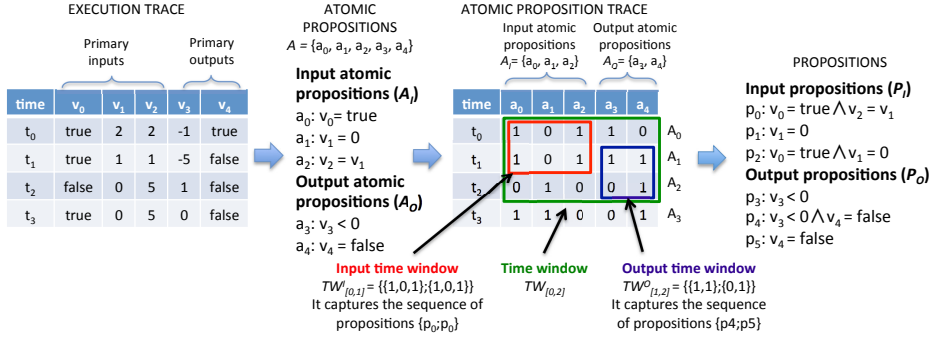 EXECUTION TRACE
Primary inputs
Primary outputs
time v0 v1 v2 v3 v4
t0 true 2 2 -1 true
t1 true 1 1 -5 false
t2 false 0 5 1 false
t3 true 0 5 0 false
ATOMIC
PROPOSITIONS
A = {a0, a1, a2, a3, a4}
Input atomic
propositions (AI)
a0: v0= true
a1: v1 = 0
a2: v2 = v1
Output atomic
propositions (AO)
a3: v3 < 0
a4: v4 = false
ATOMIC PROPOSITION TRACE
Input atomic
propositions
AI= {a0, a1, a2}
Output atomic
propositions
AO= {a3, a4}
time a0 a1 a2 a3 a4
t0 1 0 1 1 0 A0
t1 1 0 1 1 1 A1
t2 0 1 0 0 1 A2
t3 1 1 0 0 1 A3
PROPOSITIONS
Input propositions (PI)
p0: v0 = true ∧ v2 = v1
p1: v1 = 0
p2: v0 = true ∧ v1 = 0
Output propositions (PO)
p3: v3 < 0
p4: v3 < 0 ∧ v4 = false
p5: v4 = false
Input time window
TWI[0,1] = {{1,0,1};{1,0,1}}
It captures the sequence of
propositions {p0;p0}
Time window
TW[0,2]
Output time window
TWO[1,2] = {{1,1};{0,1}}
It captures the sequence
of propositions {p4;p5}